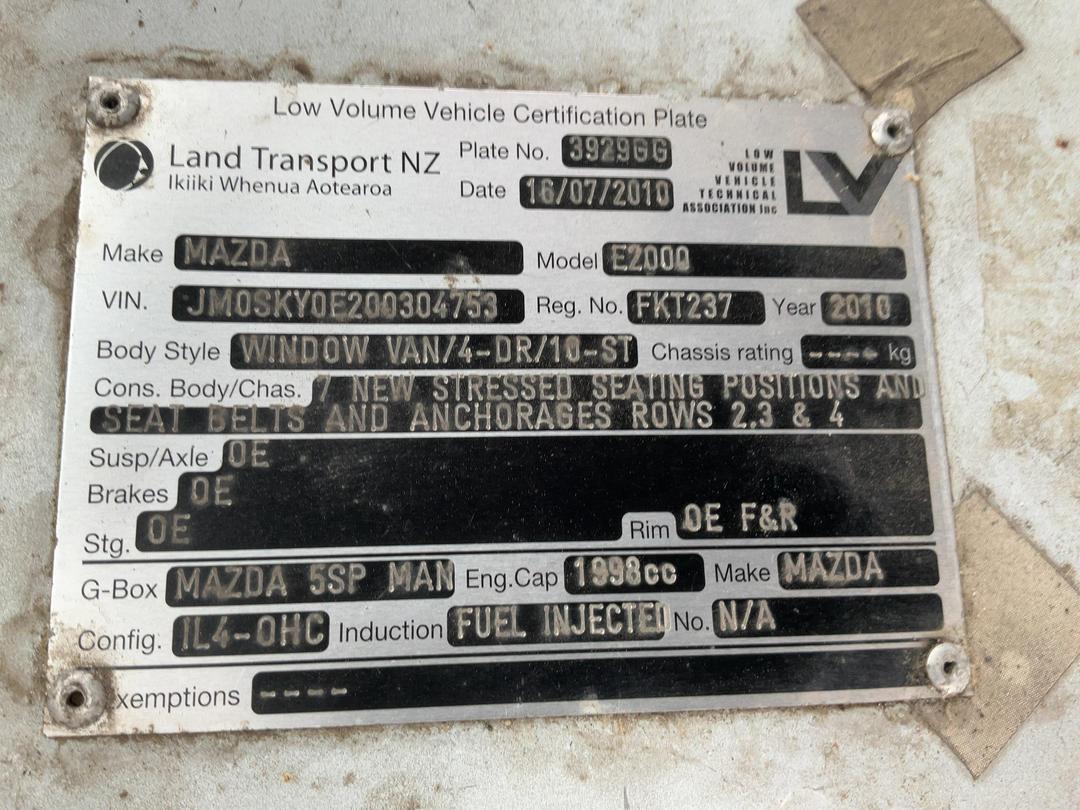 Low Volume Vehicle Certification Plate
Land Transport NZ
Ikiiki Whenua Aotearoa
Plate No. 3929GG
Date 16/07/2010
LOW
VOLUME
VEHICLE
TECHNICAL
ASSOCIATION Inc
LV
Make MAZDA Model E2000
VIN. JM0SKY0E200304753 Reg. No. FKT237 Year 2010
Body Style WINDOW VAN/4-DR/10-ST Chassis rating ---- kg
Cons. Body/Chas. 7 NEW STRESSED SEATING POSITIONS AND
SEAT BELTS AND ANCHORAGES ROWS 2,3 & 4
Susp/Axle OE
Brakes OE
Stg. OE Rim OE F&R
G-Box MAZDA 5SP MAN Eng.Cap 1998cc Make MAZDA
Config. IL4-OHC Induction FUEL INJECTED No. N/A
xemptions ----